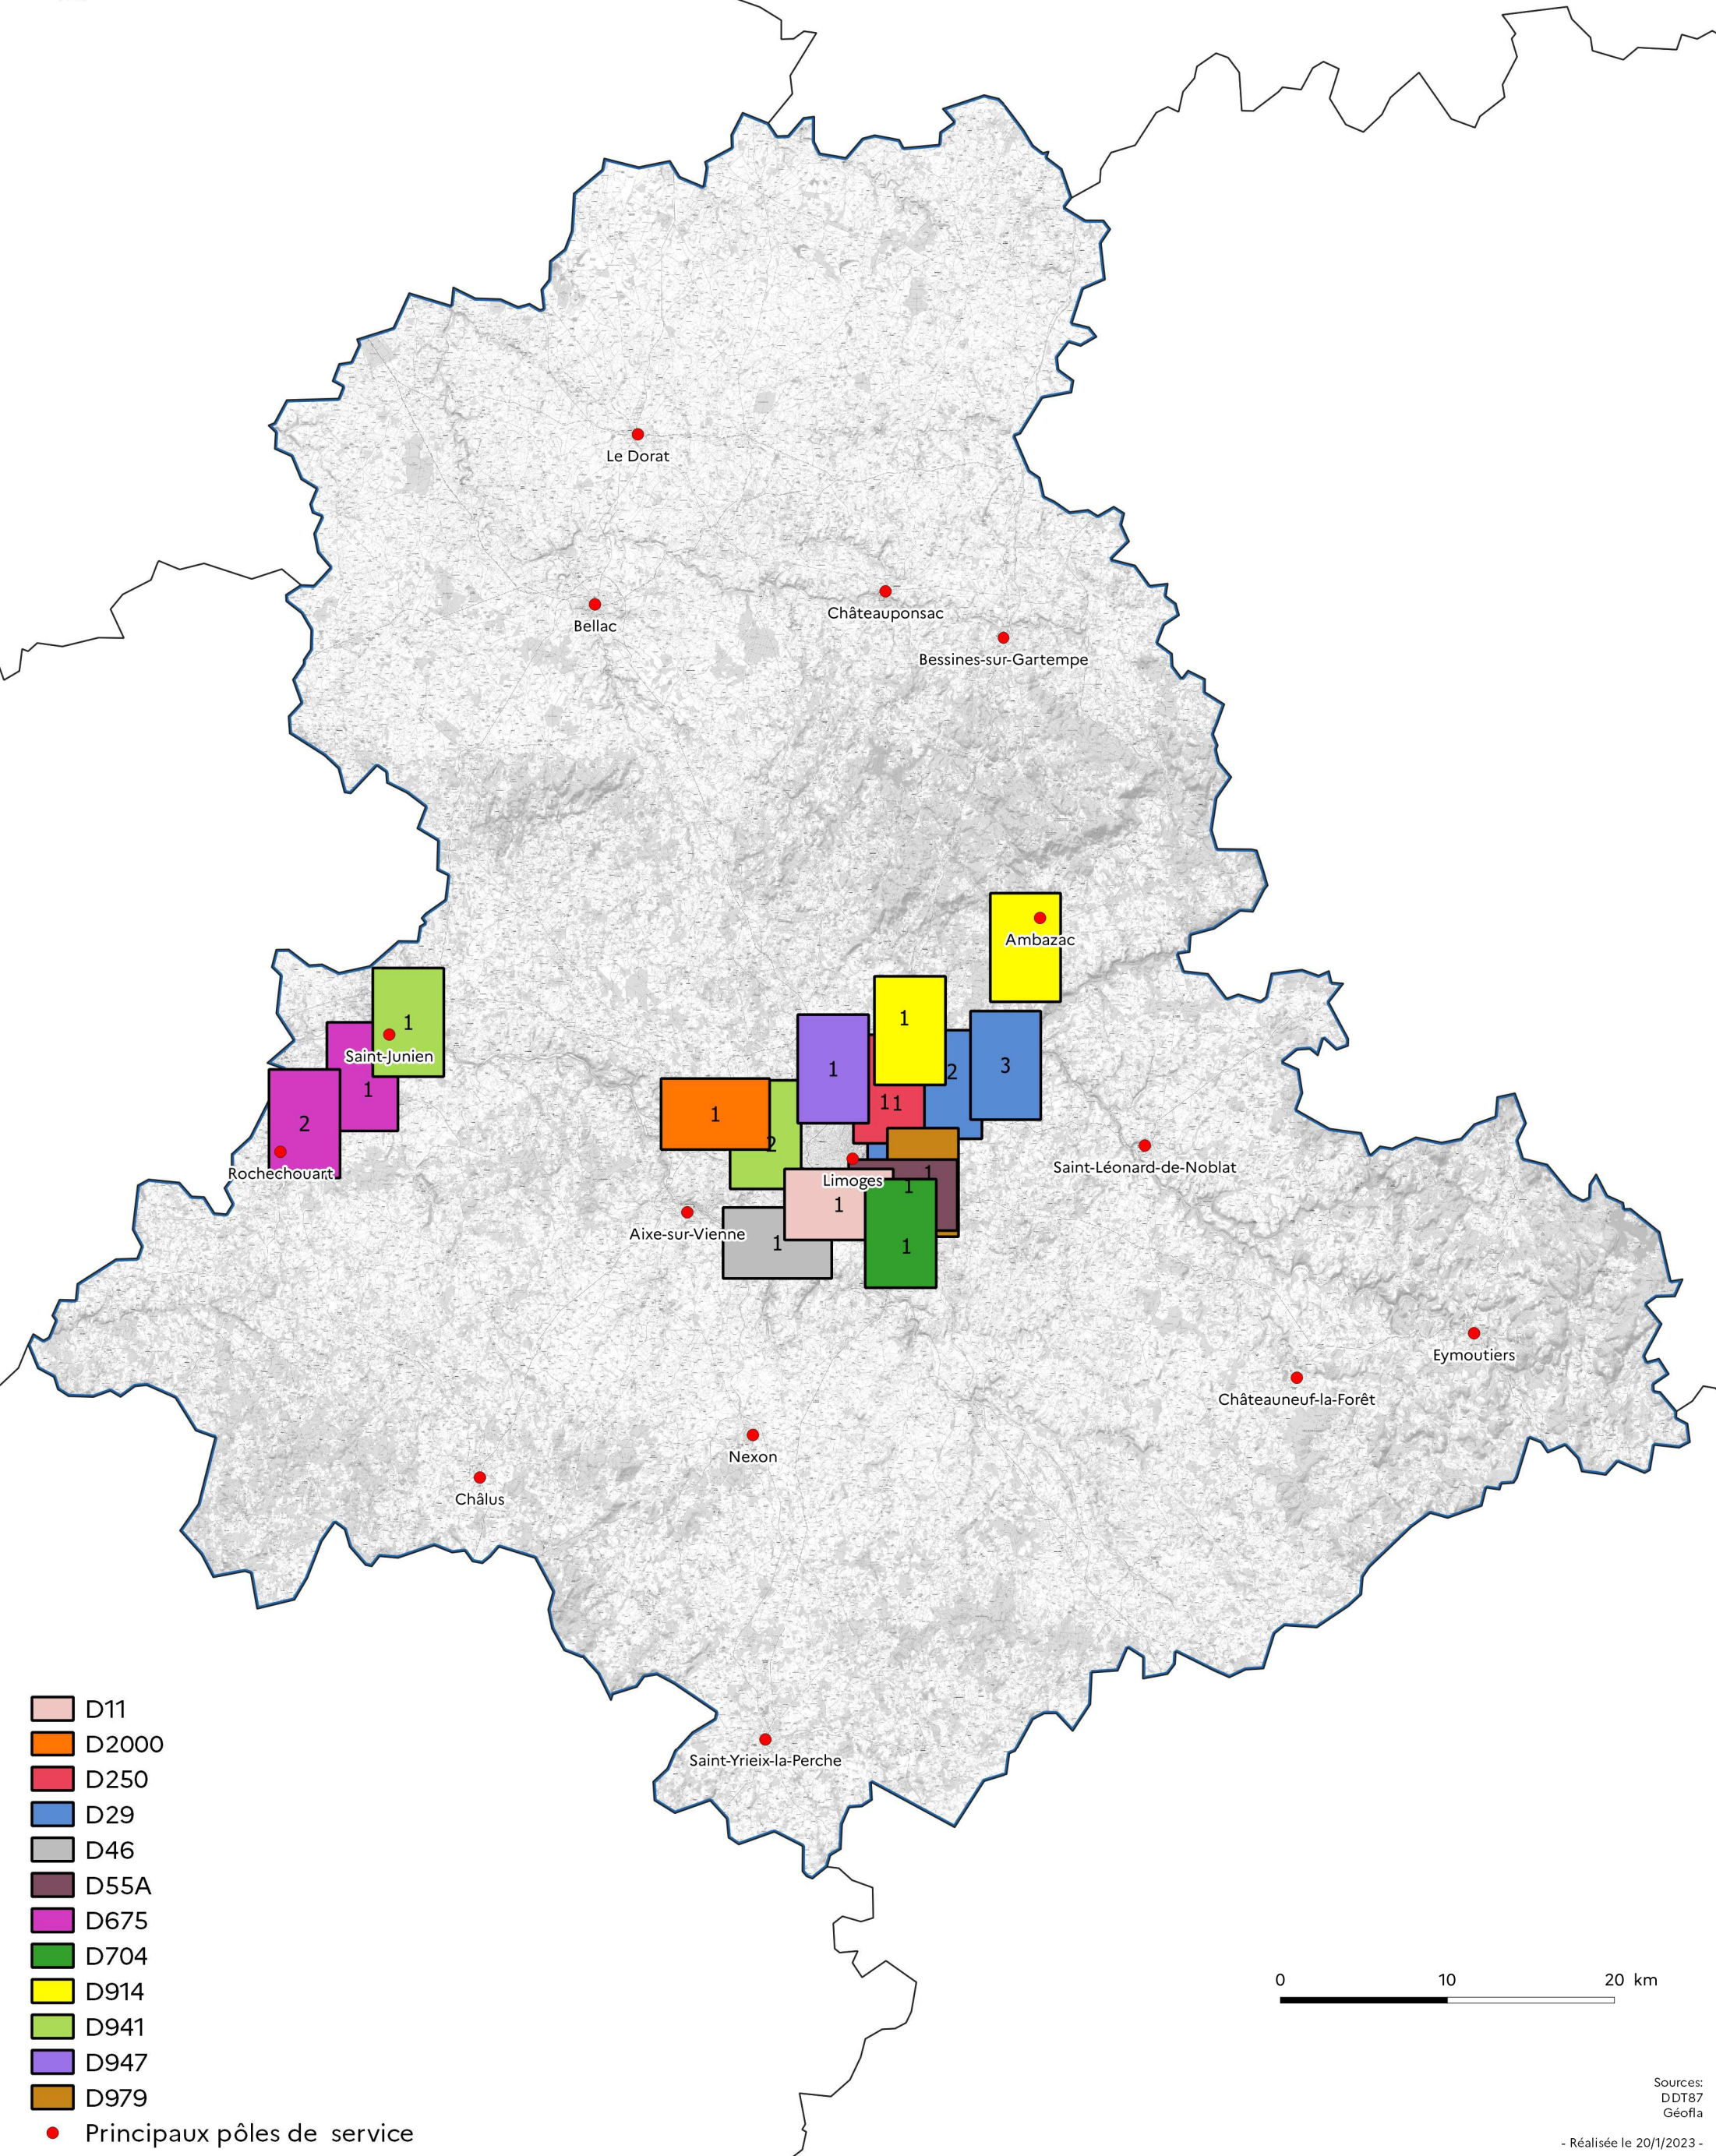 Le Dorat
Châteauponsac
Bellac
Bessines-sur-Gartempe
Ambazac
1
1
Saint-Junien
3
2
1
1
11
1
2
2
Saint-Léonard-de-Noblat
Rochechouart
1
Limoges
1
1
Aixe-sur-Vienne
1
1
Eymoutiers
Châteauneuf-la-Forêt
Nexon
Châlus
Saint-Yrieix-la-Perche
D11
D2000
D250
D29
D46
D55A
D675
D704
D914
D941
D947
D979
Principaux pôles de service
0 10 20 km
Sources:
DDT87
Géofla
- Réalisée le 20/1/2023 -